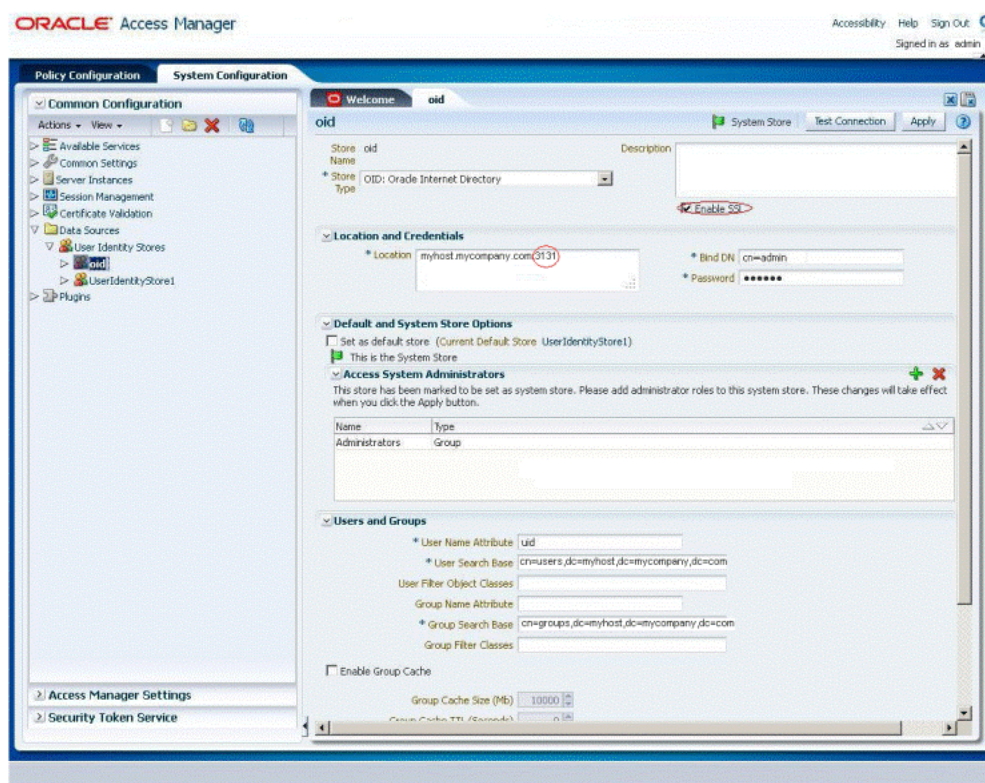 ORACLE Access Manager
Accessibility Help Sign Out
Signed in as admin
Policy Configuration System Configuration
Common Configuration
Actions View
Available Services
Common Settings
Server Instances
Session Management
Certificate Validation
Data Sources
User Identity Stores
oid
UserIdentityStore1
Plugins
Access Manager Settings
Security Token Service
Welcome oid
oid
System Store Test Connection Apply
Store Name oid
Description
* Store Type OID: Oracle Internet Directory
Enable SSL
Location and Credentials
* Location myhost.mycompany.com:3131
* Bind DN cn=admin
* Password ●●●●●●
Default and System Store Options
Set as default store (Current Default Store UserIdentityStore1)
This is the System Store
Access System Administrators
This store has been marked to be set as system store. Please add administrator roles to this system store. These changes will take effect
when you click the Apply button.
Name Type
Administrators Group
Users and Groups
* User Name Attribute uid
* User Search Base cn=users,dc=myhost,dc=mycompany,dc=com
User Filter Object Classes
Group Name Attribute
* Group Search Base cn=groups,dc=myhost,dc=mycompany,dc=com
Group Filter Classes
Enable Group Cache
Group Cache Size (Mb) 10000
Group Cache TTL (Seconds) 0